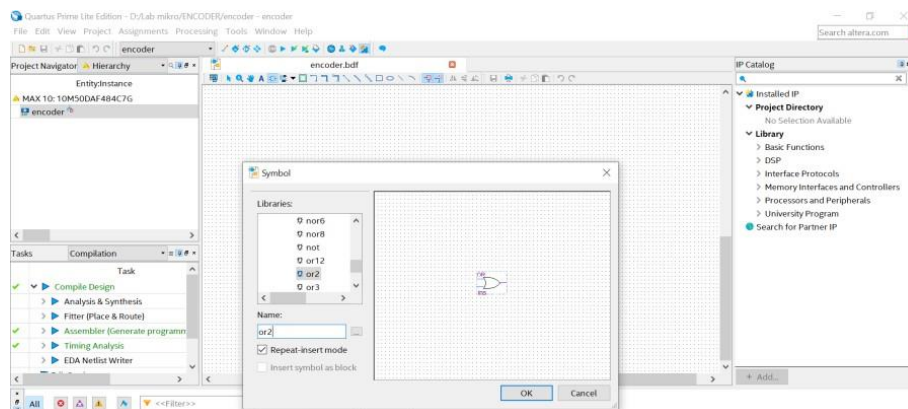 Quartus Prime Lite Edition - D:/Lab mikro/ENCODER/encoder - encoder
File Edit View Project Assignments Processing Tools Window Help
Search altera.com
encoder
Project Navigator Hierarchy
encoder.bdf
IP Catalog
Entity:Instance
MAX 10: 10M50DAF484C7G
encoder
Installed IP
Project Directory
No Selection Available
Library
Basic Functions
DSP
Interface Protocols
Memory Interfaces and Controllers
Processors and Peripherals
University Program
Search for Partner IP
+ Add...
Tasks Compilation
Task
Compile Design
Analysis & Synthesis
Fitter (Place & Route)
Assembler (Generate programm
Timing Analysis
EDA Netlist Writer
All
<<Filter>>
Symbol
Libraries:
nor6
nor8
not
or12
or2
or3
Name:
or2
Repeat-insert mode
Insert symbol as block
OK Cancel